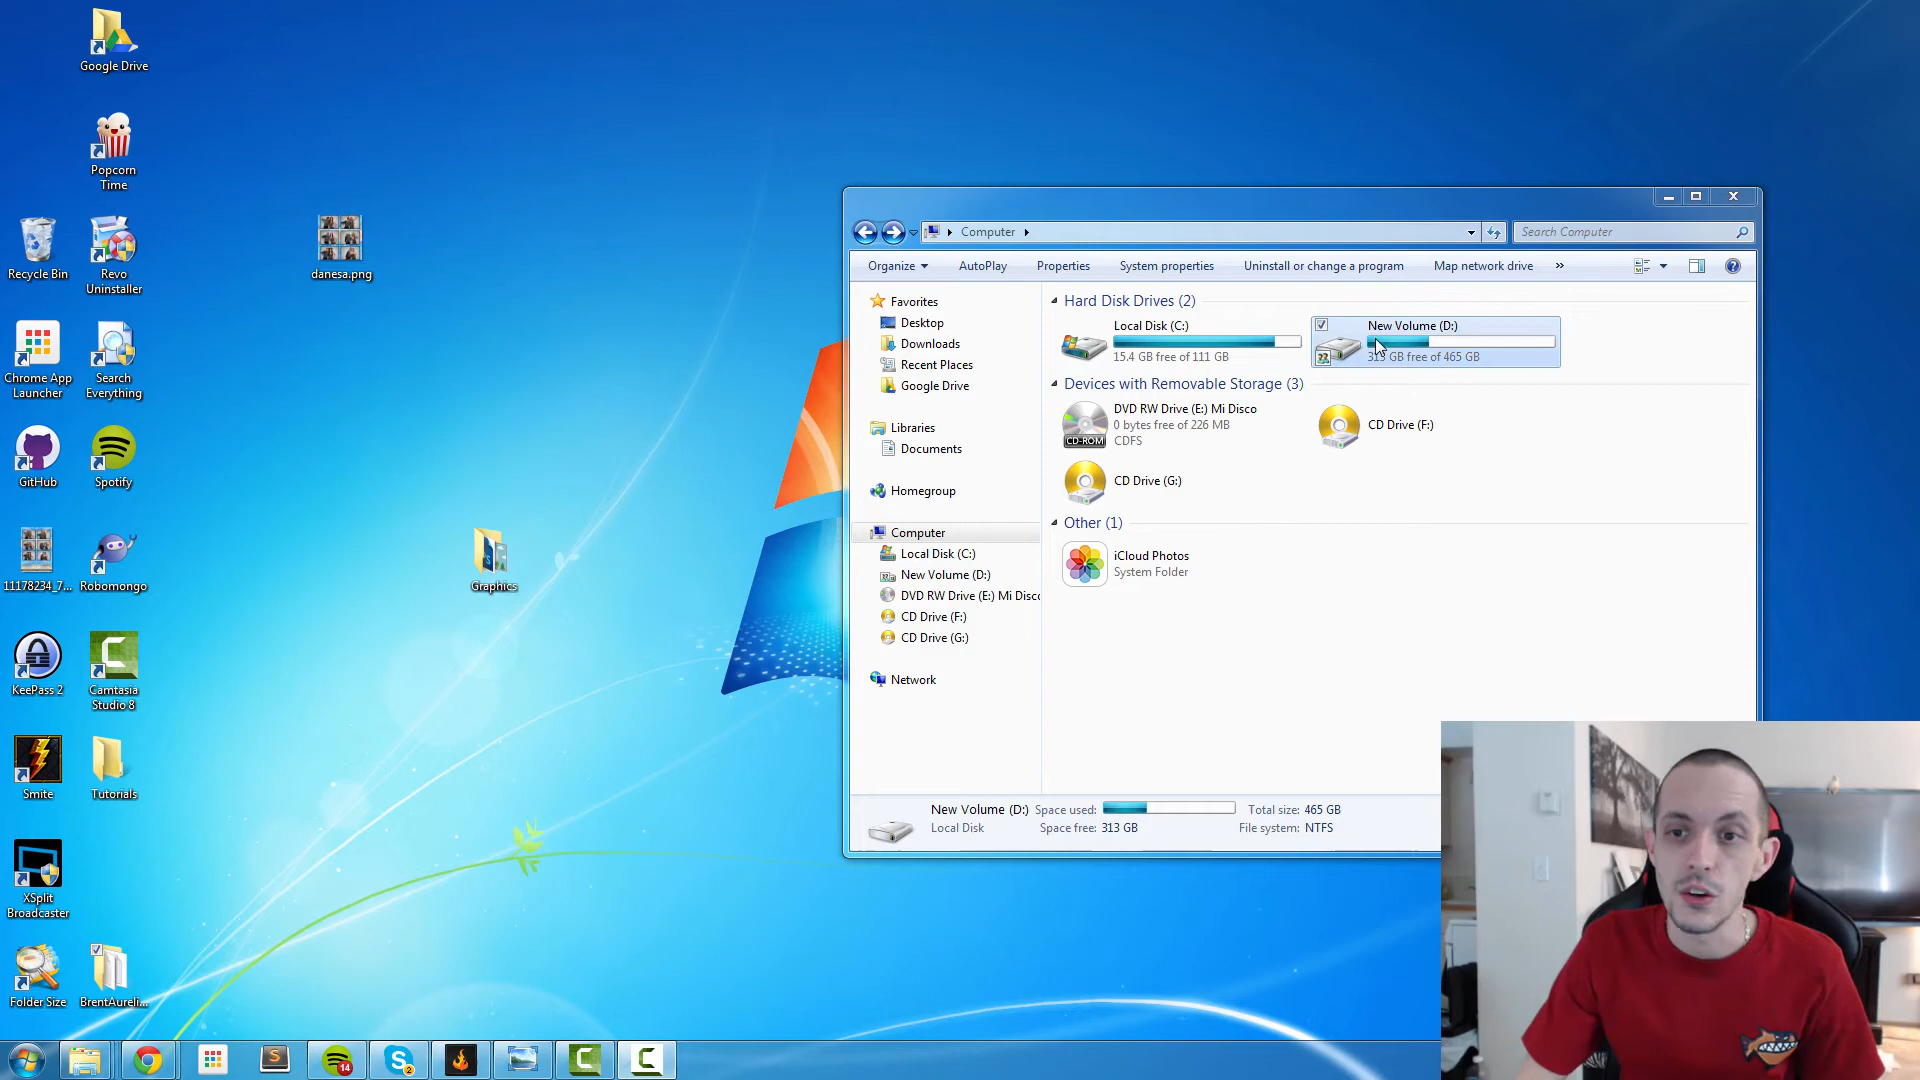 Google Drive
Popcorn
Time
Recycle Bin
Revo
Uninstaller
danesa.png
Chrome App
Launcher
Search
Everything
GitHub
Spotify
11178234_7...
Robomongo
Graphics
KeePass 2
Camtasia
Studio 8
Smite
Tutorials
XSplit
Broadcaster
Folder Size
BrentAureli...
Computer
Search Computer
Organize
AutoPlay
Properties
System properties
Uninstall or change a program
Map network drive
»
Favorites
Desktop
Downloads
Recent Places
Google Drive
Libraries
Documents
Homegroup
Computer
Local Disk (C:)
New Volume (D:)
DVD RW Drive (E:) Mi Disco
CD Drive (F:)
CD Drive (G:)
Network
Hard Disk Drives (2)
Local Disk (C:)
15.4 GB free of 111 GB
New Volume (D:)
313 GB free of 465 GB
Devices with Removable Storage (3)
DVD RW Drive (E:) Mi Disco
0 bytes free of 226 MB
CDFS
CD-ROM
CD Drive (F:)
CD Drive (G:)
Other (1)
iCloud Photos
System Folder
New Volume (D:) Space used: Total size: 465 GB
Local Disk Space free: 313 GB File system: NTFS
14
2